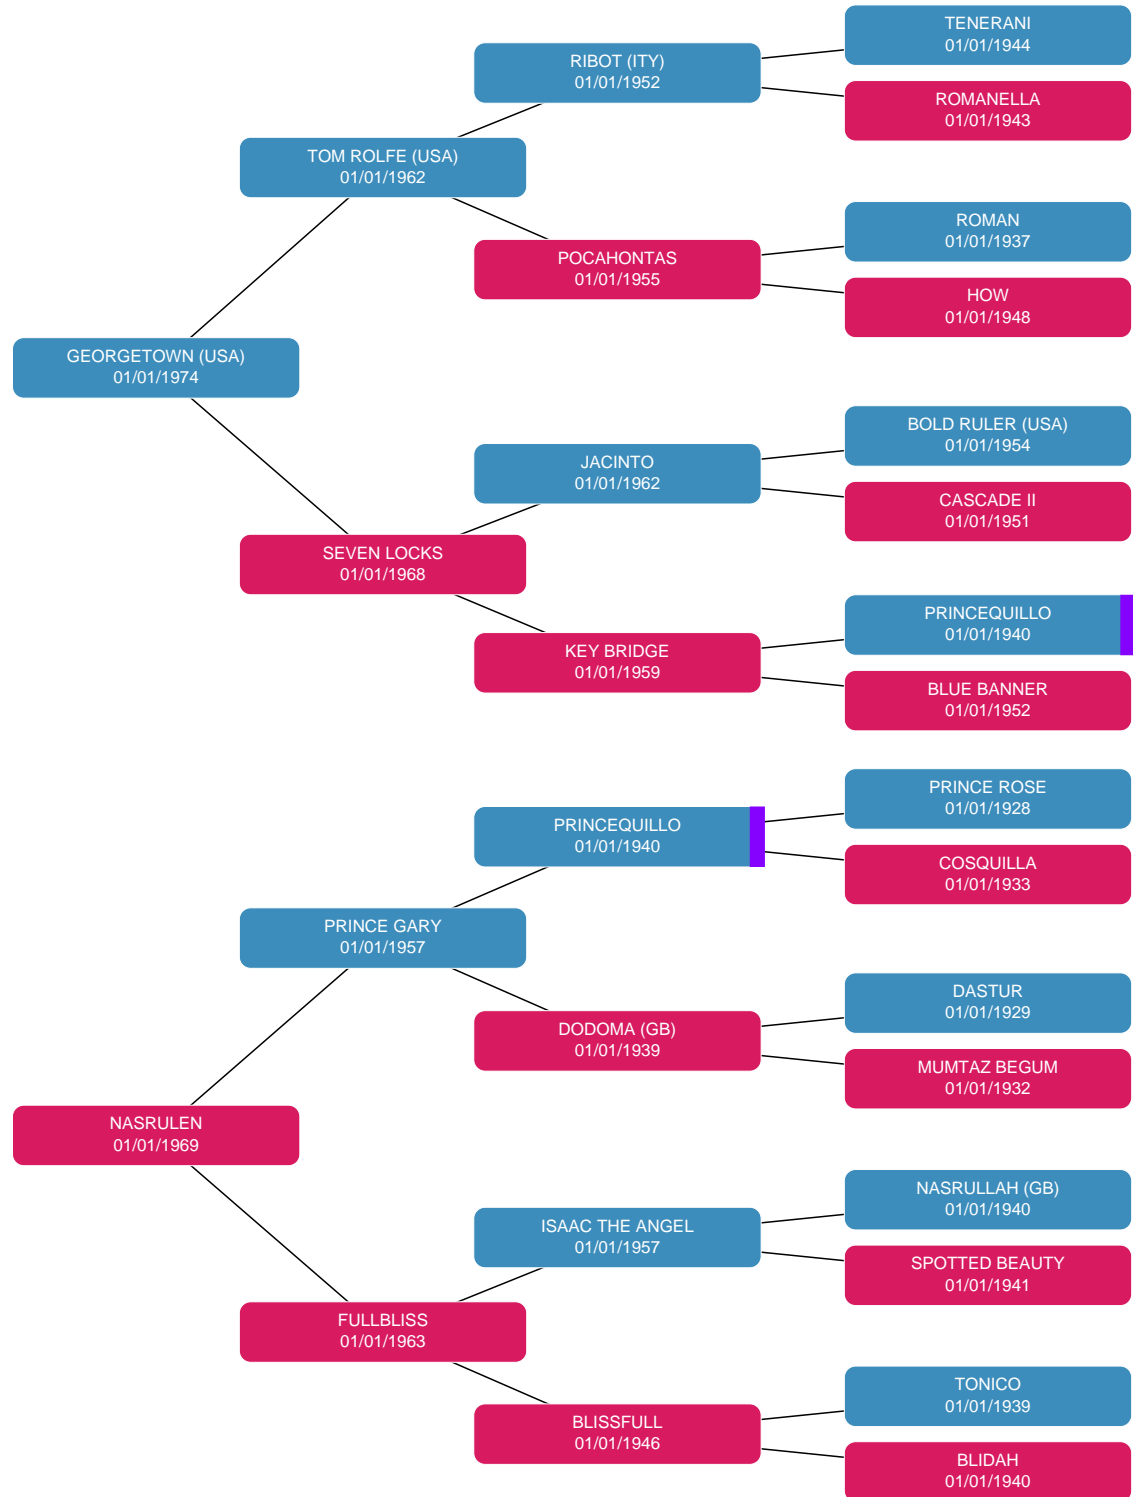 TENERANI
01/01/1944
RIBOT (ITY)
01/01/1952
ROMANELLA
01/01/1943
TOM ROLFE (USA)
01/01/1962
ROMAN
01/01/1937
POCAHONTAS
01/01/1955
HOW
01/01/1948
GEORGETOWN (USA)
01/01/1974
BOLD RULER (USA)
01/01/1954
JACINTO
01/01/1962
CASCADE II
01/01/1951
SEVEN LOCKS
01/01/1968
PRINCEQUILLO
01/01/1940
KEY BRIDGE
01/01/1959
BLUE BANNER
01/01/1952
PRINCE ROSE
01/01/1928
PRINCEQUILLO
01/01/1940
COSQUILLA
01/01/1933
PRINCE GARY
01/01/1957
DASTUR
01/01/1929
DODOMA (GB)
01/01/1939
MUMTAZ BEGUM
01/01/1932
NASRULEN
01/01/1969
NASRULLAH (GB)
01/01/1940
ISAAC THE ANGEL
01/01/1957
SPOTTED BEAUTY
01/01/1941
FULLBLISS
01/01/1963
TONICO
01/01/1939
BLISSFULL
01/01/1946
BLIDAH
01/01/1940